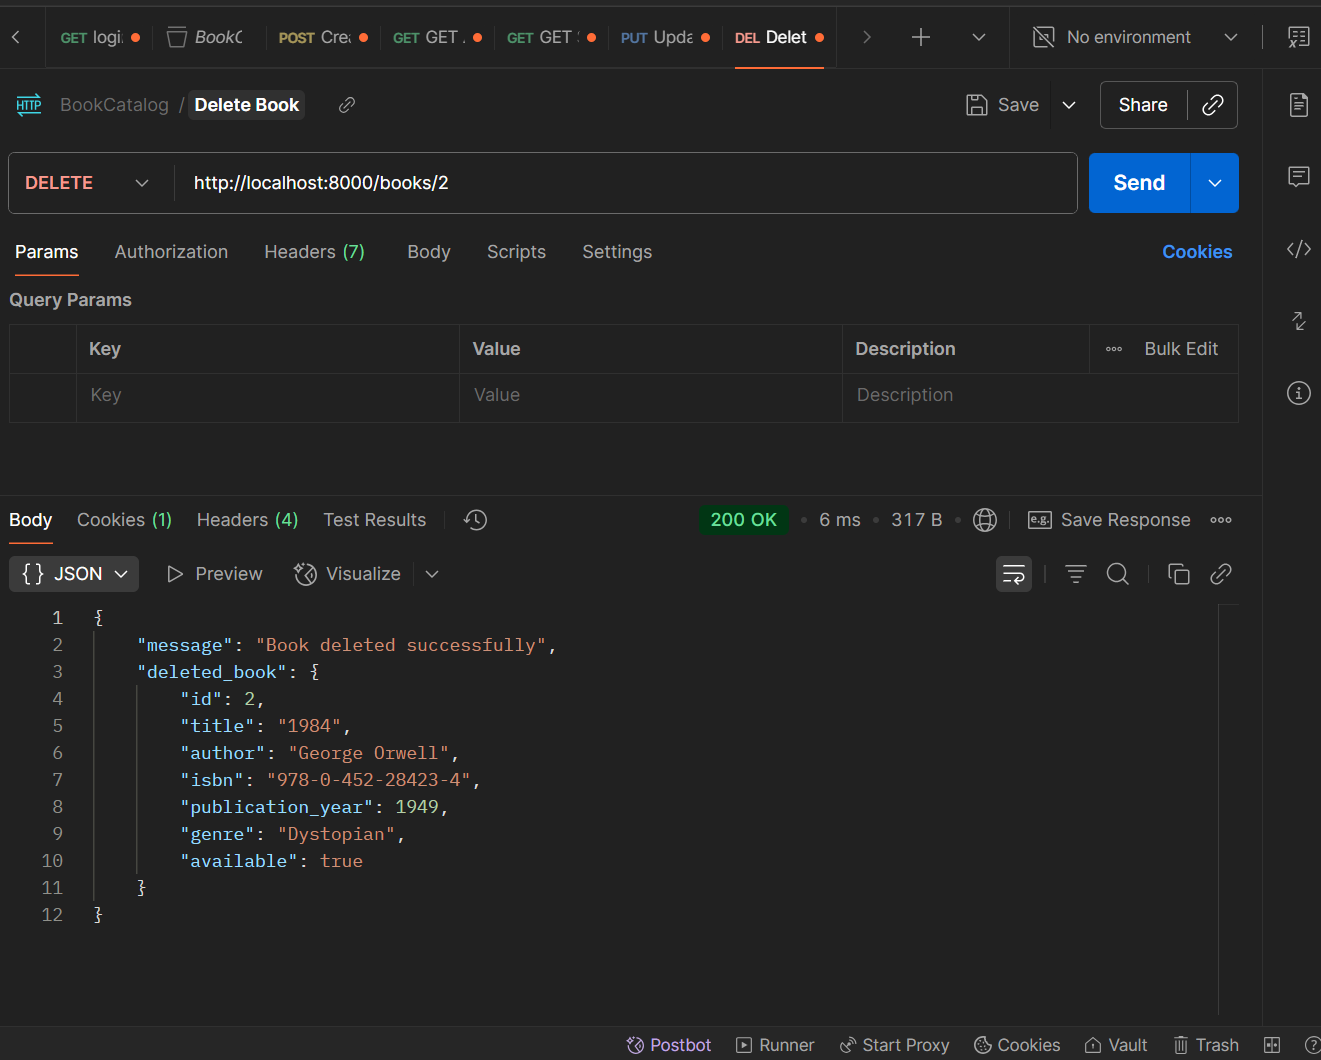 GET logi BookC POST Cre GET GET . GET GET PUT Upda DEL Delet No environment
HTTP BookCatalog / Delete Book Save Share
DELETE http://localhost:8000/books/2 Send
Params Authorization Headers (7) Body Scripts Settings Cookies
Query Params
Key Value Description Bulk Edit
Key Value Description
Body Cookies (1) Headers (4) Test Results 200 OK 6 ms 317 B e.g. Save Response
{} JSON Preview Visualize
1 {
2 "message": "Book deleted successfully",
3 "deleted_book": {
4 "id": 2,
5 "title": "1984",
6 "author": "George Orwell",
7 "isbn": "978-0-452-28423-4",
8 "publication_year": 1949,
9 "genre": "Dystopian",
10 "available": true
11 }
12 }
Postbot Runner Start Proxy Cookies Vault Trash